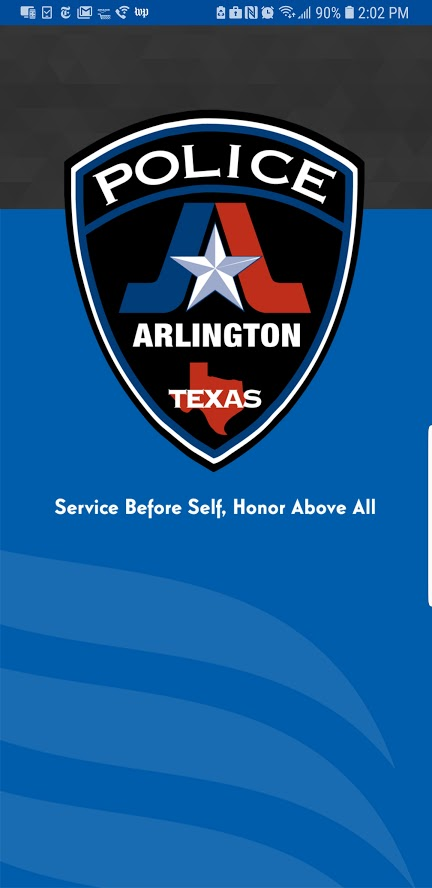 90% 2:02 PM
POLICE
ARLINGTON
TEXAS
Service Before Self, Honor Above All